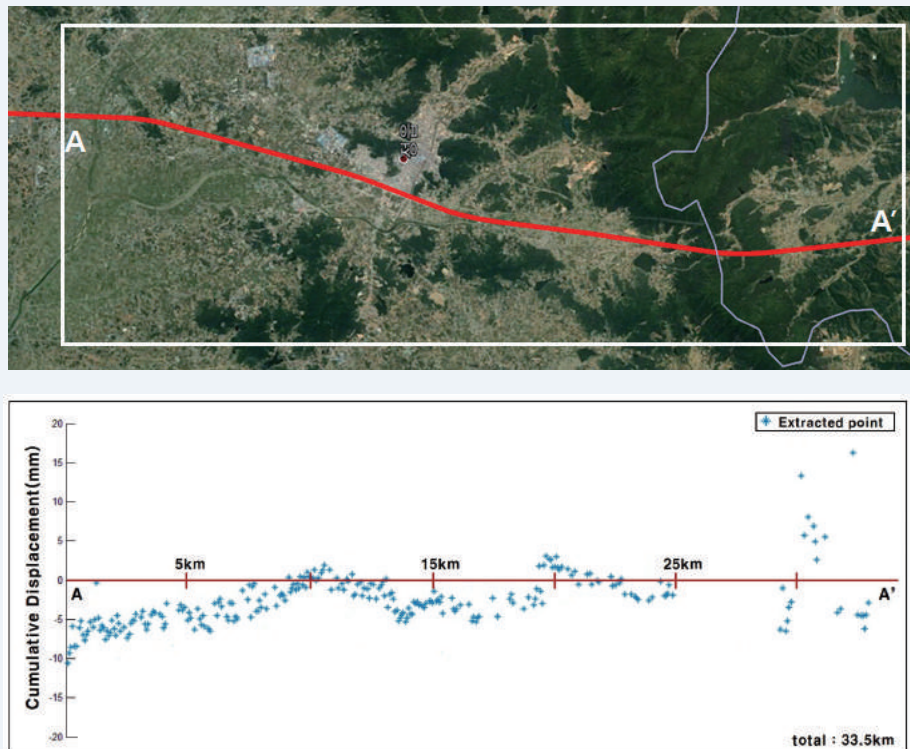 A
A'
20
15
10
5
0
-5
-10
-15
-20
Cumulative Displacement(mm)
Extracted point
5km
15km
25km
A
A'
total : 33.5km